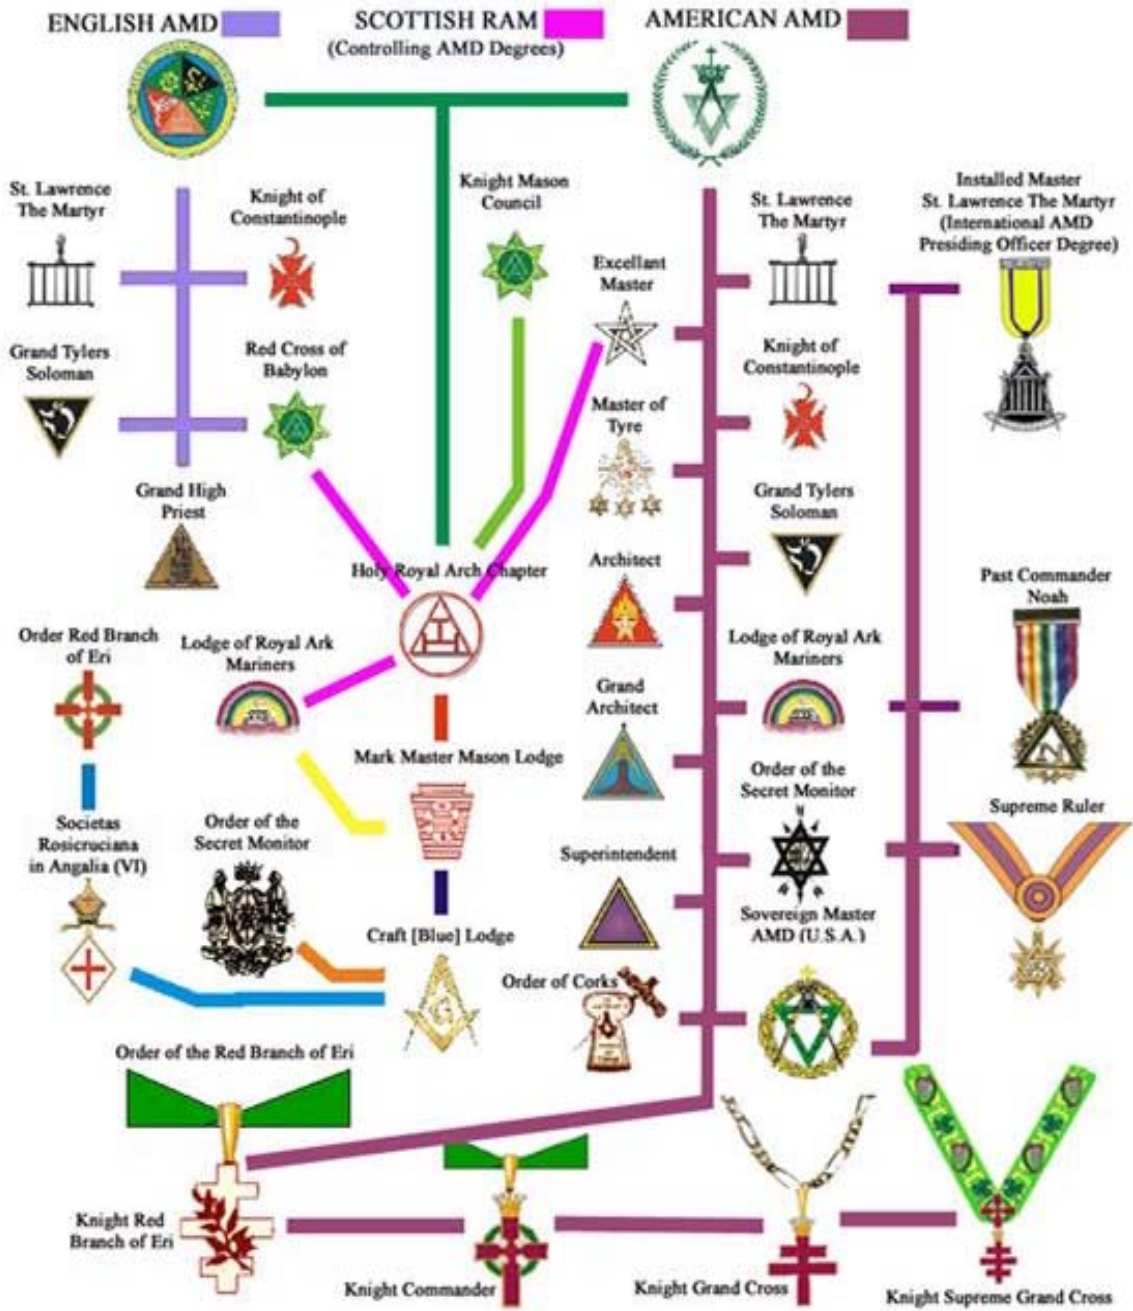 ENGLISH AMD
SCOTTISH RAM
(Controlling AMD Degrees)
AMERICAN AMD
St. Lawrence
The Martyr
Knight of
Constantinople
Knight Mason
Council
St. Lawrence
The Martyr
Installed Master
St. Lawrence The Martyr
(International AMD
Presiding Officer Degree)
Excellant
Master
Grand Tylers
Soloman
Red Cross of
Babylon
Knight of
Constantinople
Master of
Tyre
Grand High
Priest
Grand Tylers
Soloman
Holy Royal Arch Chapter
Architect
Past Commander
Noah
Order Red Branch
of Eri
Lodge of Royal Ark
Mariners
Lodge of Royal Ark
Mariners
Grand
Architect
Mark Master Mason Lodge
Order of the
Secret Monitor
Societas
Rosicruciana
in Angalia (VI)
Order of the
Secret Monitor
Supreme Ruler
Superintendent
Craft [Blue] Lodge
G
Sovereign Master
AMD (U.S.A.)
Order of Corks
Order of the Red Branch of Eri
Knight Red
Branch of Eri
Knight Commander
Knight Grand Cross
Knight Supreme Grand Cross
N